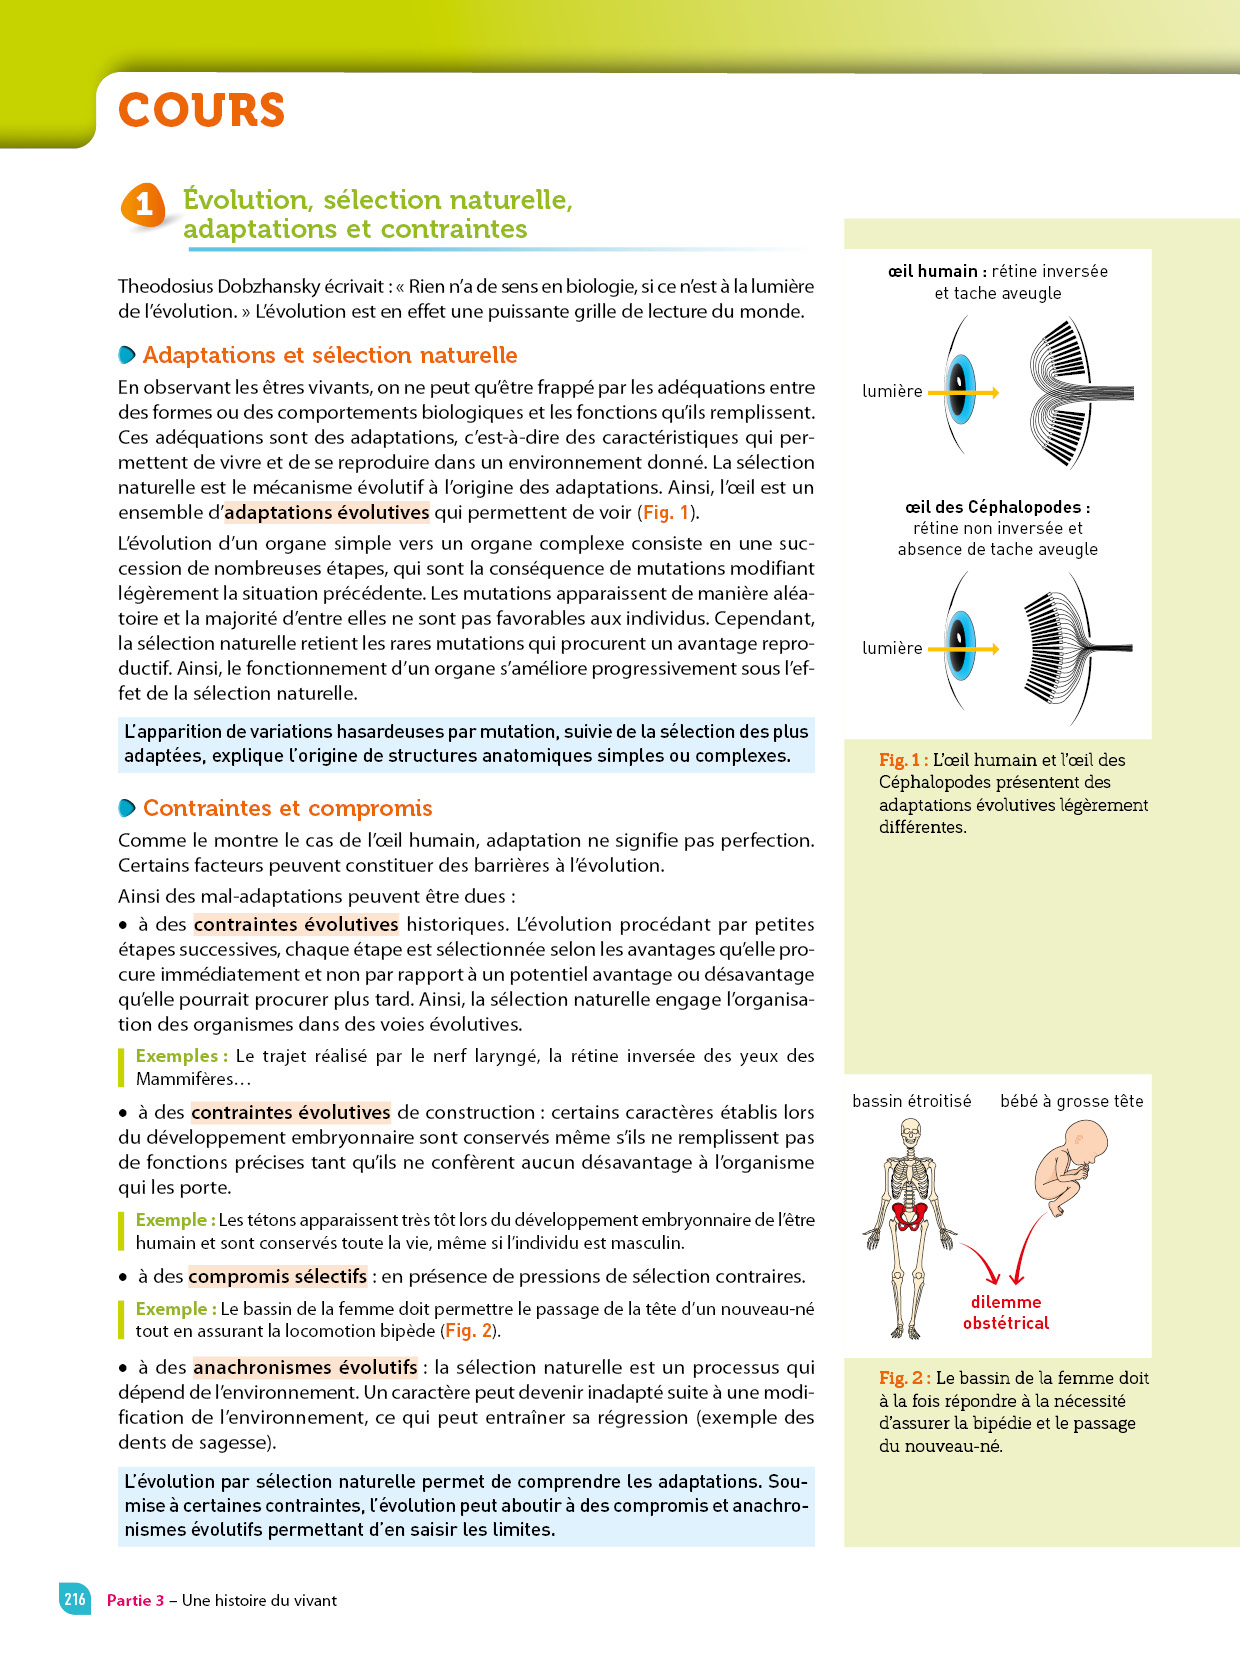 COURS
1
Évolution, sélection naturelle,
adaptations et contraintes
Theodosius Dobzhansky écrivait : « Rien n’a de sens en biologie, si ce n’est à la lumière
de l’évolution. » L’évolution est en effet une puissante grille de lecture du monde.
Adaptations et sélection naturelle
En observant les êtres vivants, on ne peut qu’être frappé par les adéquations entre
des formes ou des comportements biologiques et les fonctions qu’ils remplissent.
Ces adéquations sont des adaptations, c’est-à-dire des caractéristiques qui per-
mettent de vivre et de se reproduire dans un environnement donné. La sélection
naturelle est le mécanisme évolutif à l’origine des adaptations. Ainsi, l’œil est un
ensemble d’adaptations évolutives qui permettent de voir (Fig. 1).
L’évolution d’un organe simple vers un organe complexe consiste en une suc-
cession de nombreuses étapes, qui sont la conséquence de mutations modifiant
légèrement la situation précédente. Les mutations apparaissent de manière aléa-
toire et la majorité d’entre elles ne sont pas favorables aux individus. Cependant,
la sélection naturelle retient les rares mutations qui procurent un avantage repro-
ductif. Ainsi, le fonctionnement d’un organe s’améliore progressivement sous l’ef-
fet de la sélection naturelle.
L’apparition de variations hasardeuses par mutation, suivie de la sélection des plus
adaptées, explique l’origine de structures anatomiques simples ou complexes.
Contraintes et compromis
Comme le montre le cas de l’œil humain, adaptation ne signifie pas perfection.
Certains facteurs peuvent constituer des barrières à l’évolution.
Ainsi des mal-adaptations peuvent être dues :
• à des contraintes évolutives historiques. L’évolution procédant par petites
étapes successives, chaque étape est sélectionnée selon les avantages qu’elle pro-
cure immédiatement et non par rapport à un potentiel avantage ou désavantage
qu’elle pourrait procurer plus tard. Ainsi, la sélection naturelle engage l’organisa-
tion des organismes dans des voies évolutives.
Exemples : Le trajet réalisé par le nerf laryngé, la rétine inversée des yeux des
Mammifères…
• à des contraintes évolutives de construction : certains caractères établis lors
du développement embryonnaire sont conservés même s’ils ne remplissent pas
de fonctions précises tant qu’ils ne confèrent aucun désavantage à l’organisme
qui les porte.
Exemple : Les tétons apparaissent très tôt lors du développement embryonnaire de l’être
humain et sont conservés toute la vie, même si l’individu est masculin.
• à des compromis sélectifs : en présence de pressions de sélection contraires.
Exemple : Le bassin de la femme doit permettre le passage de la tête d’un nouveau-né
tout en assurant la locomotion bipède (Fig. 2).
• à des anachronismes évolutifs : la sélection naturelle est un processus qui
dépend de l’environnement. Un caractère peut devenir inadapté suite à une modi-
fication de l’environnement, ce qui peut entraîner sa régression (exemple des
dents de sagesse).
L’évolution par sélection naturelle permet de comprendre les adaptations. Sou-
mise à certaines contraintes, l’évolution peut aboutir à des compromis et anachro-
nismes évolutifs permettant d’en saisir les limites.
œil humain : rétine inversée
et tache aveugle
lumière
œil des Céphalopodes :
rétine non inversée et
absence de tache aveugle
lumière
Fig. 1 : L’œil humain et l’œil des
Céphalopodes présentent des
adaptations évolutives légèrement
différentes.
bassin étroitisé
bébé à grosse tête
dilemme
obstétrical
Fig. 2 : Le bassin de la femme doit
à la fois répondre à la nécessité
d’assurer la bipédie et le passage
du nouveau-né.
216
Partie 3 – Une histoire du vivant